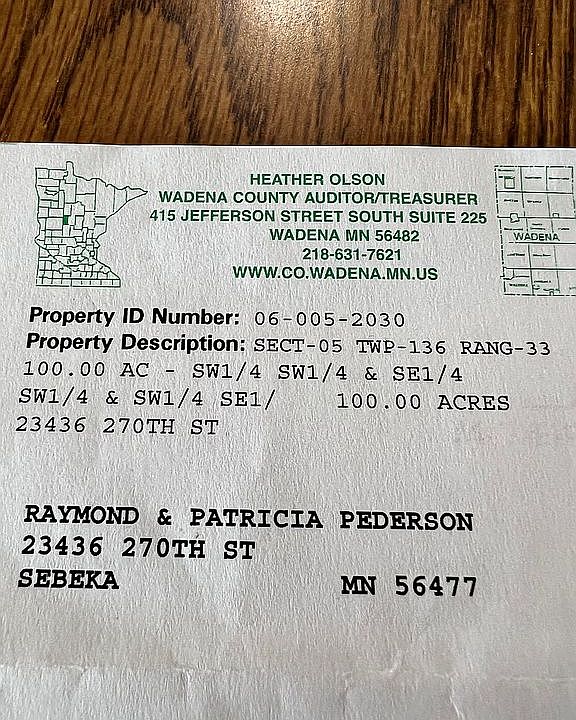 HEATHER OLSON
WADENA COUNTY AUDITOR/TREASURER
415 JEFFERSON STREET SOUTH SUITE 225
WADENA MN 56482
218-631-7621
WWW.CO.WADENA.MN.US
WADENA
Property ID Number: 06-005-2030
Property Description: SECT-05 TWP-136 RANG-33
100.00 AC - SW1/4 SW1/4 & SE1/4
SW1/4 & SW1/4 SE1/ 100.00 ACRES
23436 270TH ST
RAYMOND & PATRICIA PEDERSON
23436 270TH ST
SEBEKA MN 56477